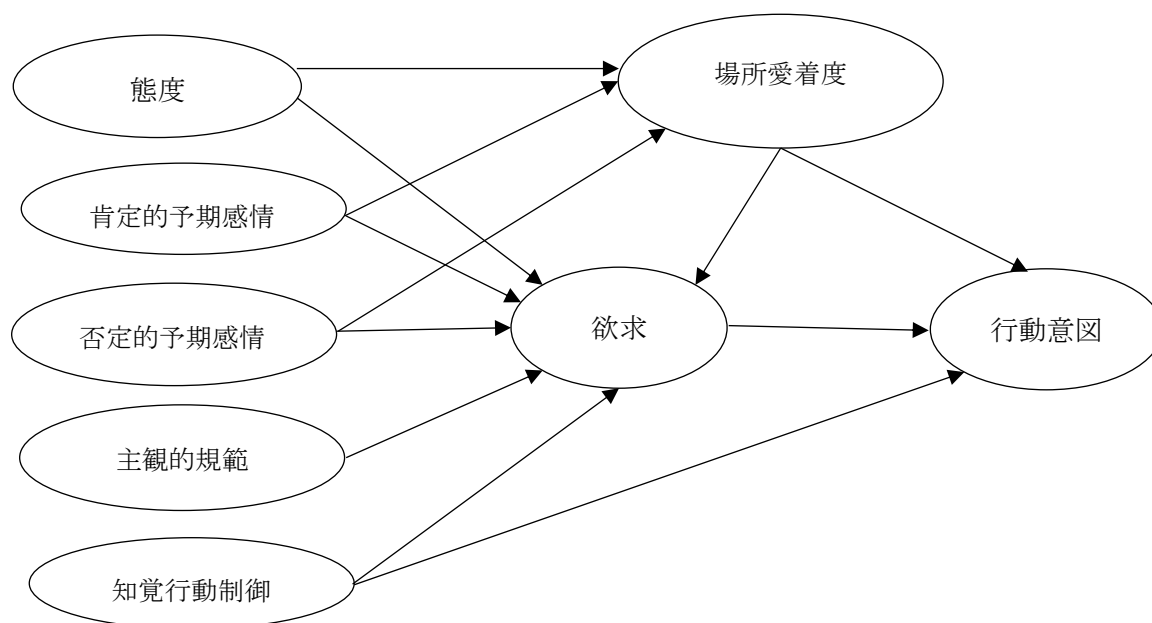 態度
場所愛着度
肯定的予期感情
否定的予期感情
欲求
行動意図
主観的規範
知覚行動制御